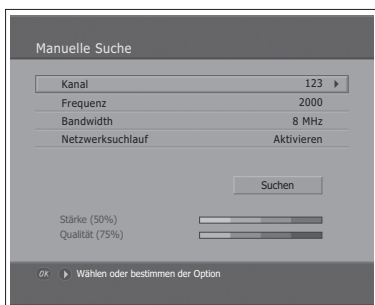 Manuelle Suche
Kanal 123
Frequenz 2000
Bandwidth 8 MHz
Netzwerksuchlauf Aktivieren
Suchen
Stärke (50%)
Qualität (75%)
OK Wählen oder bestimmen der Option